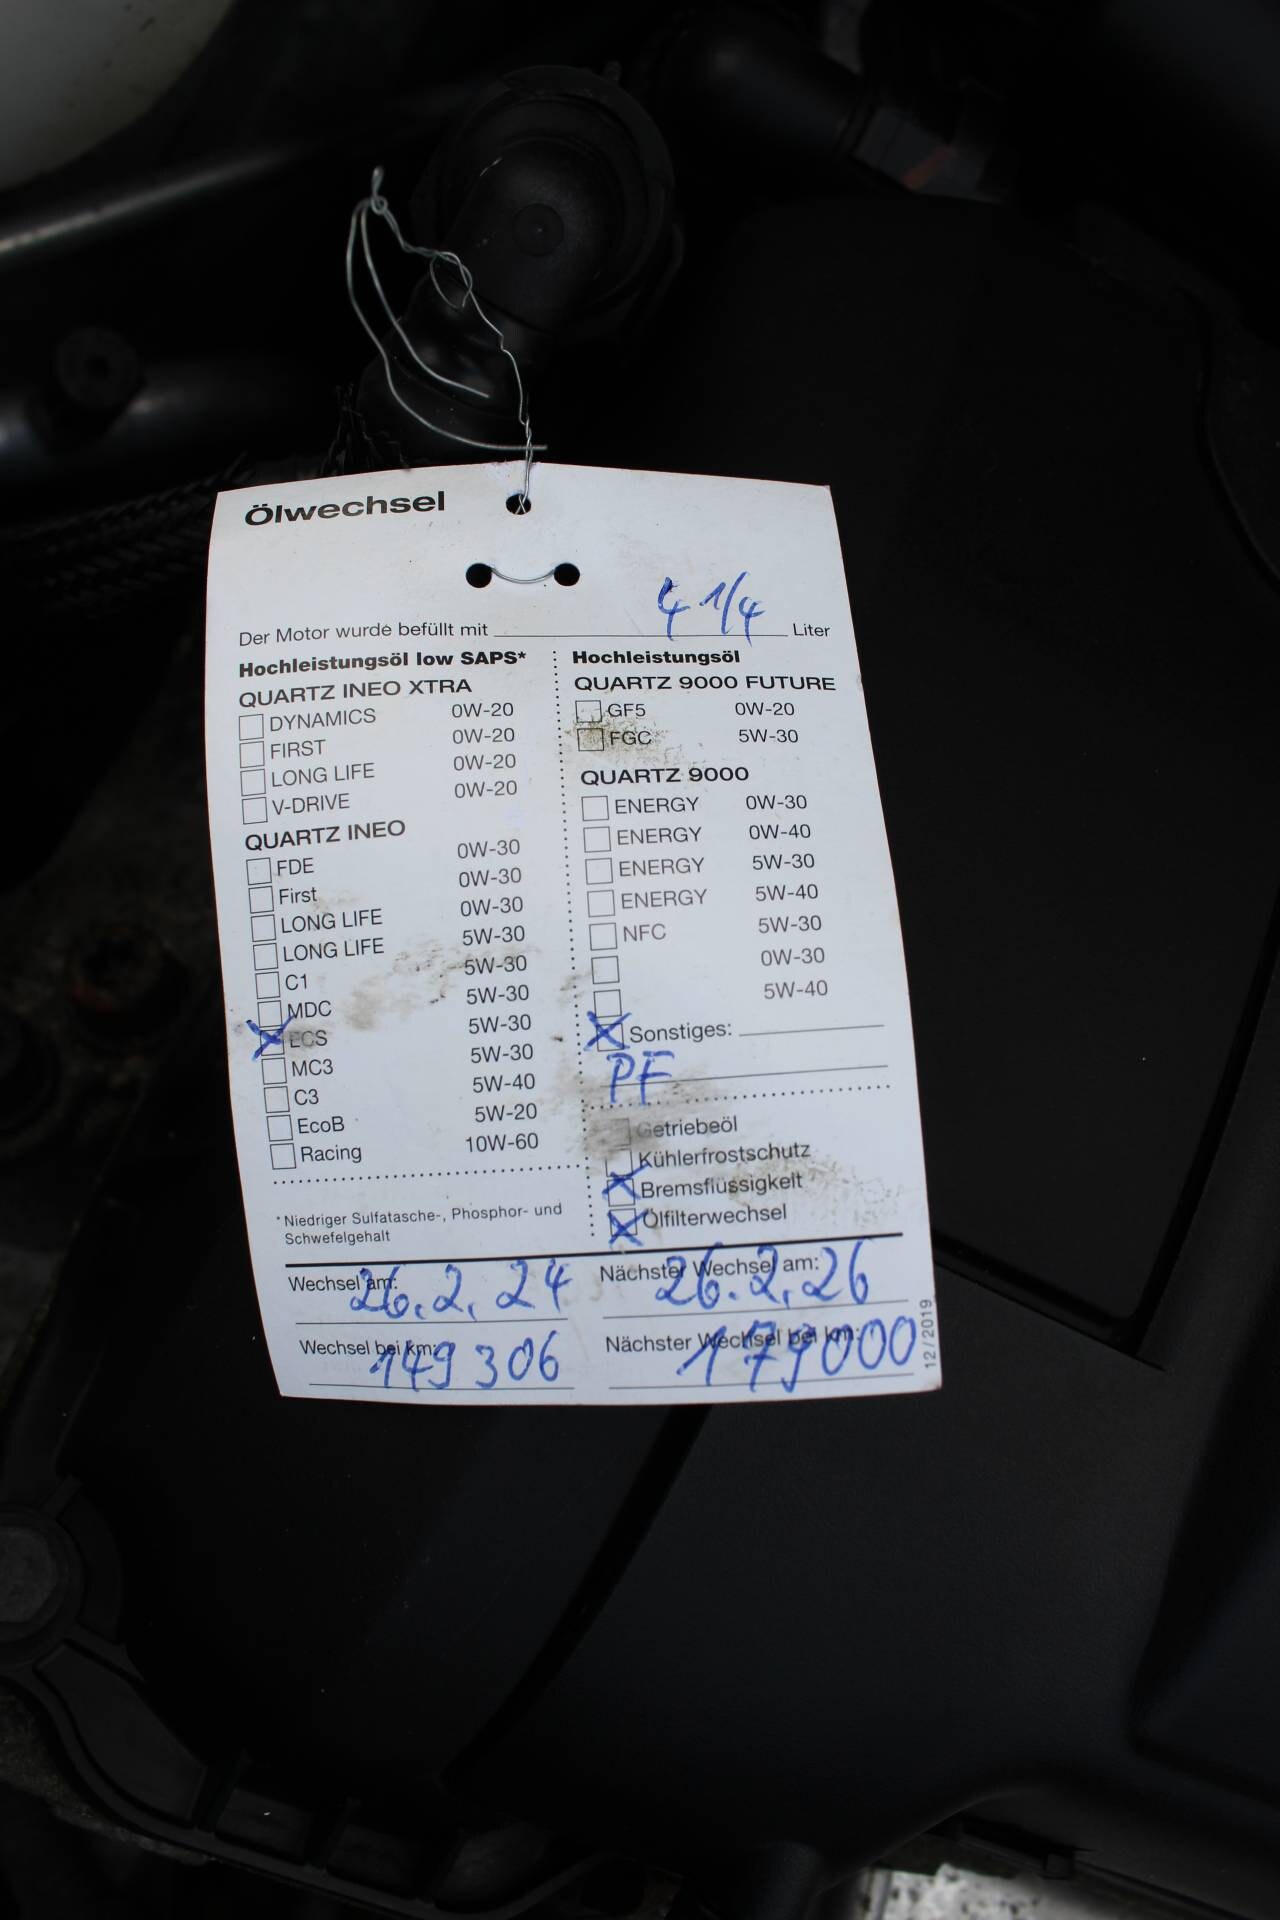 Ölwechsel
Der Motor wurde befüllt mit 4 1/4 Liter
Hochleistungsöl low SAPS*
QUARTZ INEO XTRA
DYNAMICS 0W-20
FIRST 0W-20
LONG LIFE 0W-20
V-DRIVE 0W-20
QUARTZ INEO
FDE 0W-30
First 0W-30
LONG LIFE 0W-30
LONG LIFE 5W-30
C1 5W-30
MDC 5W-30
ECS 5W-30
MC3 5W-30
C3 5W-40
EcoB 5W-20
Racing 10W-60
*Niedriger Sulfatasche-, Phosphor- und
Schwefelgehalt
Hochleistungsöl
QUARTZ 9000 FUTURE
GF5 0W-20
FGC 5W-30
QUARTZ 9000
ENERGY 0W-30
ENERGY 0W-40
ENERGY 5W-30
ENERGY 5W-40
NFC 5W-30
0W-30
5W-40
Sonstiges:
PF
Getriebeöl
Kühlerfrostschutz
Bremsflüssigkeit
Ölfilterwechsel
Wechsel am: 26.2.24
Nächster Wechsel am: 26.2.26
Wechsel bei km: 149306
Nächster Wechsel bei km: 179000
12/2019